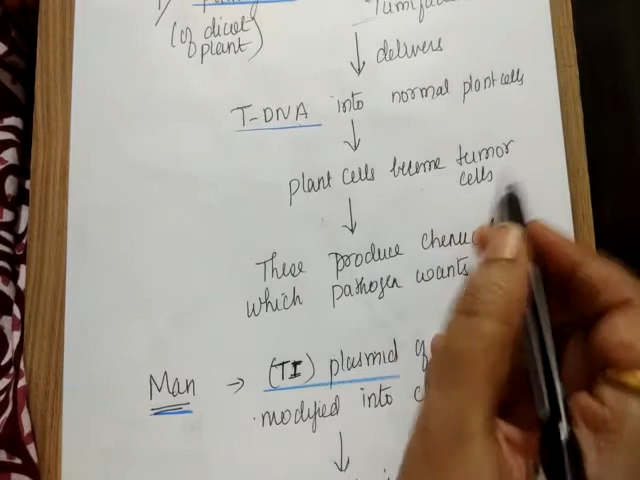 1)
(of dicot
plant)
delivers
T-DNA into normal plant cells
plant cells become tumor
cells
These produce
which pathogen wants
Man → (TI) plasmid
modified into